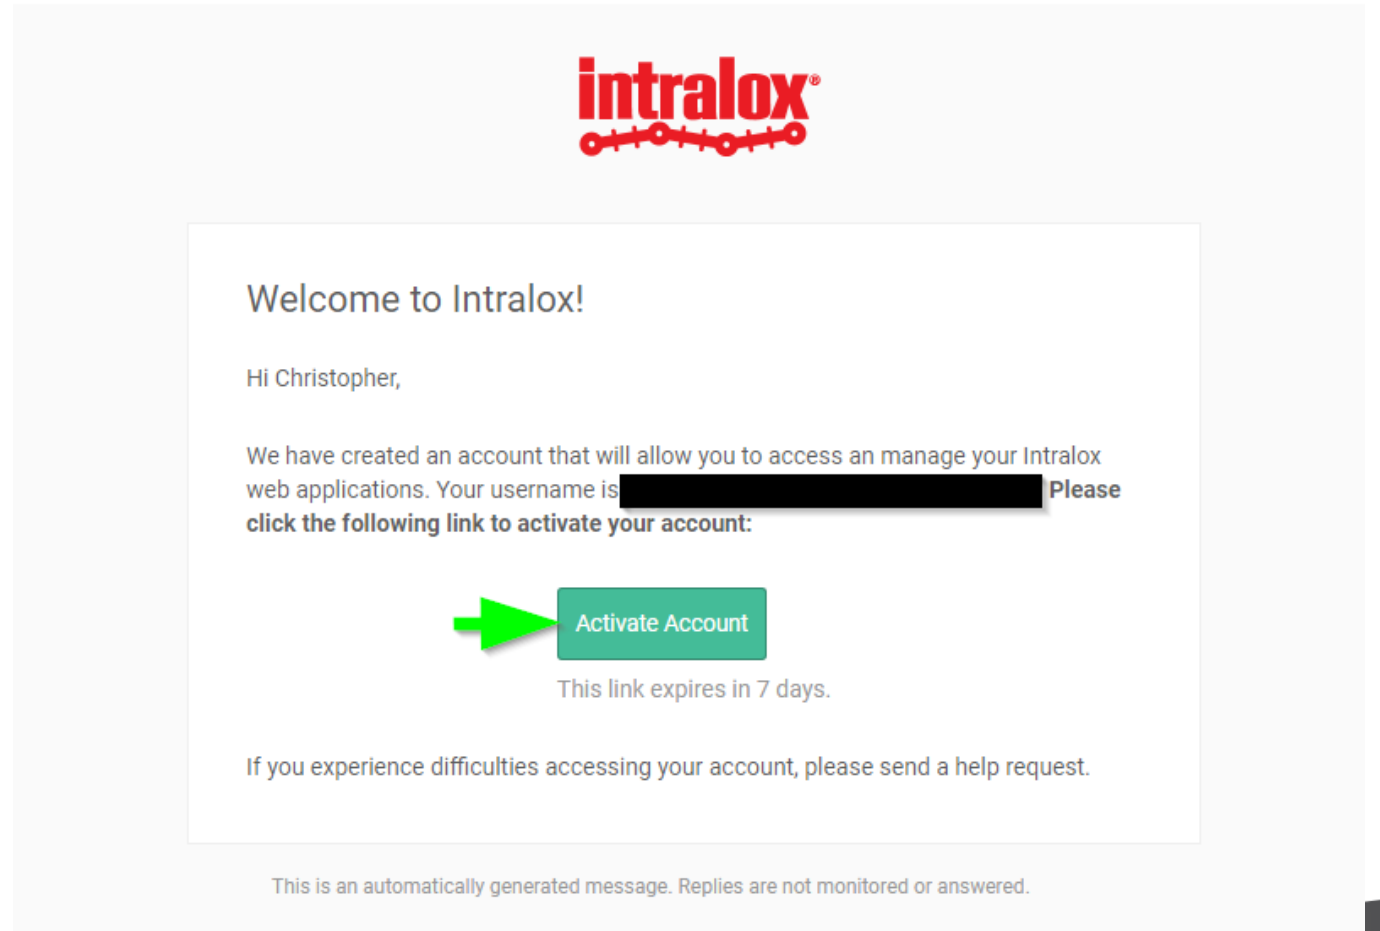 intralox®
Welcome to Intralox!
Hi Christopher,
We have created an account that will allow you to access an manage your Intralox
web applications. Your username is Please
click the following link to activate your account:
Activate Account
This link expires in 7 days.
If you experience difficulties accessing your account, please send a help request.
This is an automatically generated message. Replies are not monitored or answered.